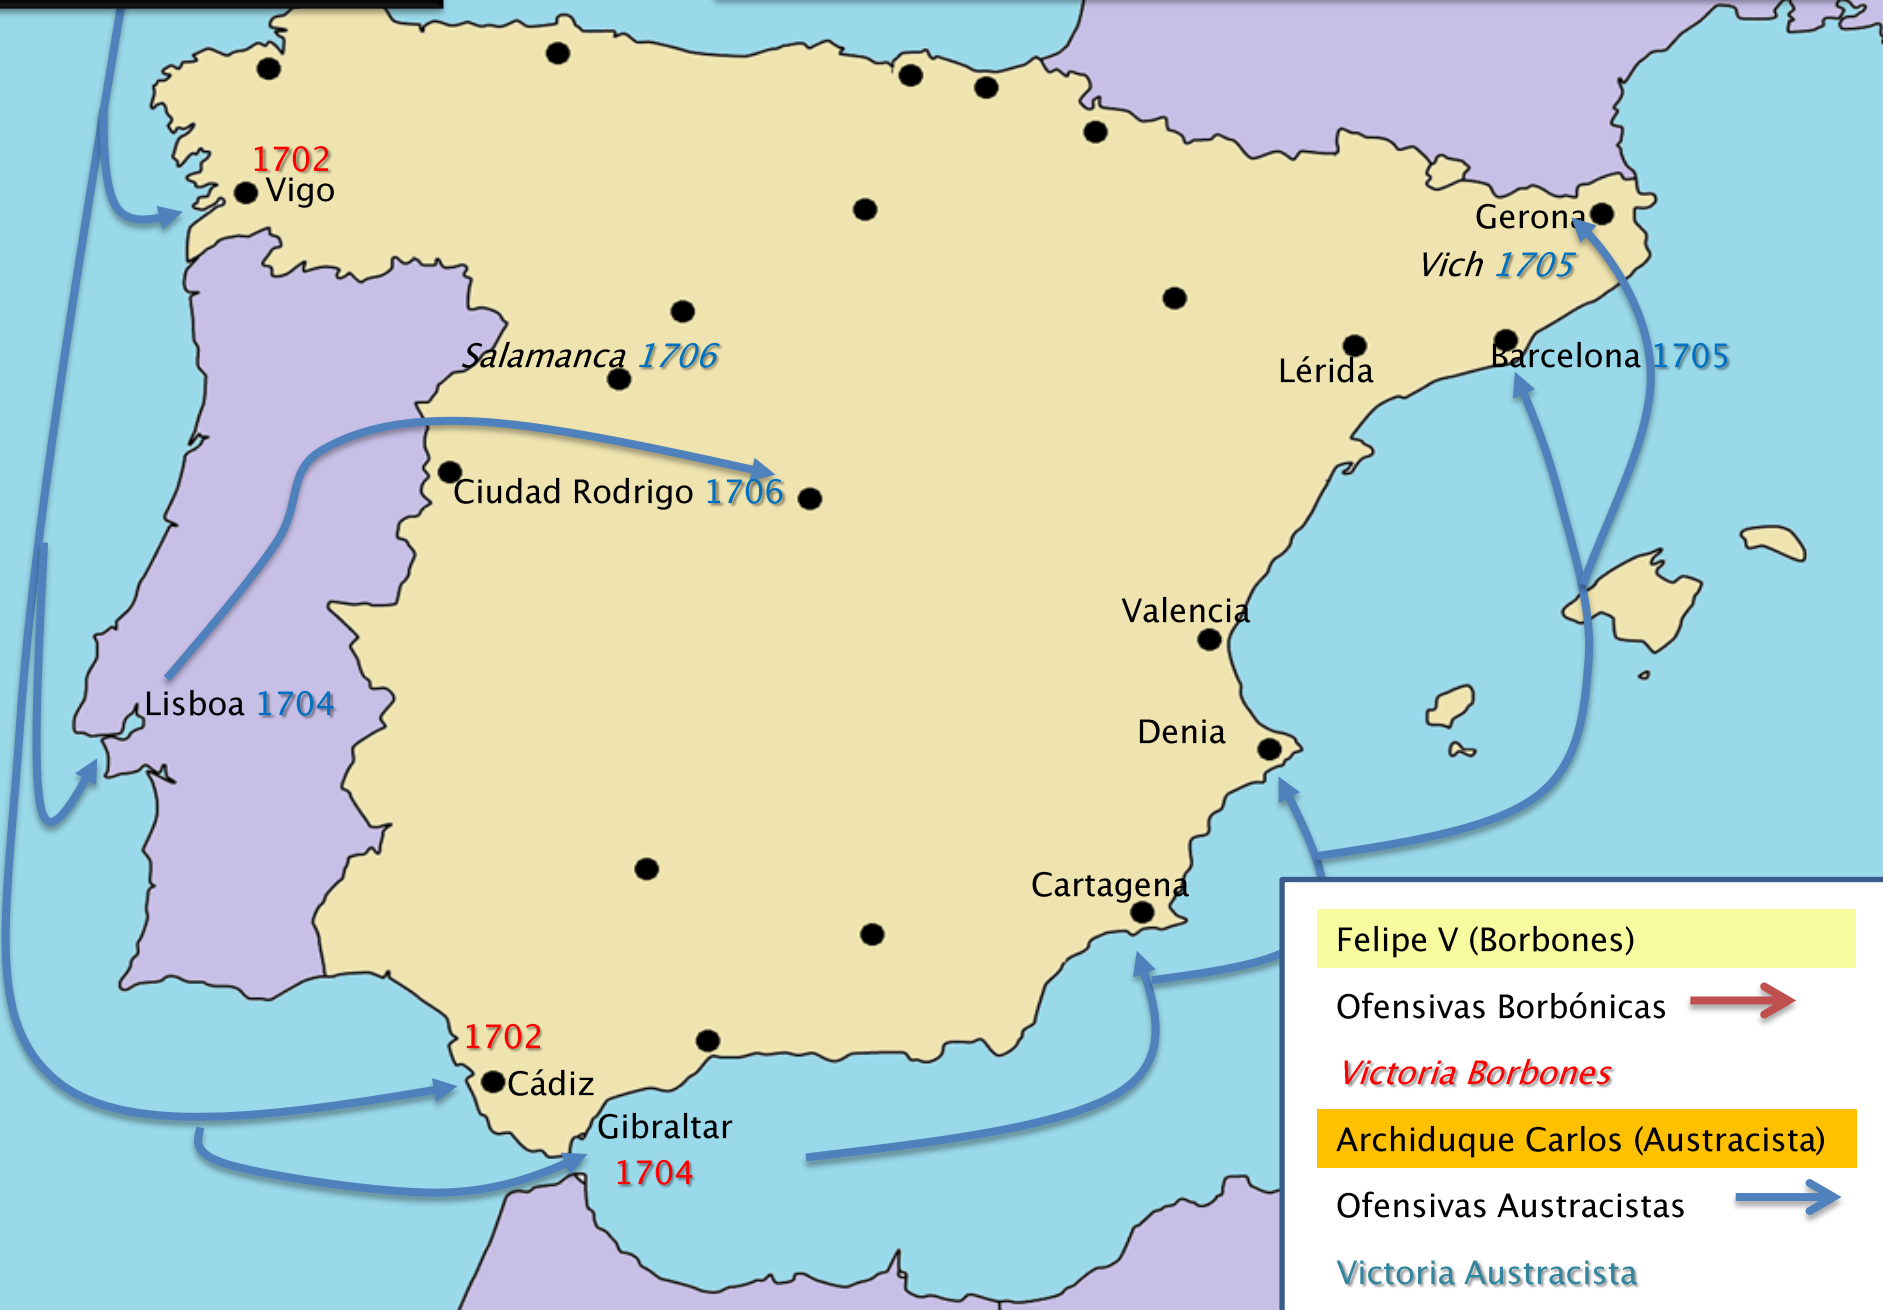 1702
Vigo
Gerona
Vich 1705
Salamanca 1706
Lérida
Barcelona 1705
Ciudad Rodrigo 1706
Valencia
Lisboa 1704
Denia
Cartagena
1702
Cádiz
Gibraltar
1704
Felipe V (Borbones)
Ofensivas Borbónicas
Victoria Borbones
Archiduque Carlos (Austracista)
Ofensivas Austracistas
Victoria Austracista